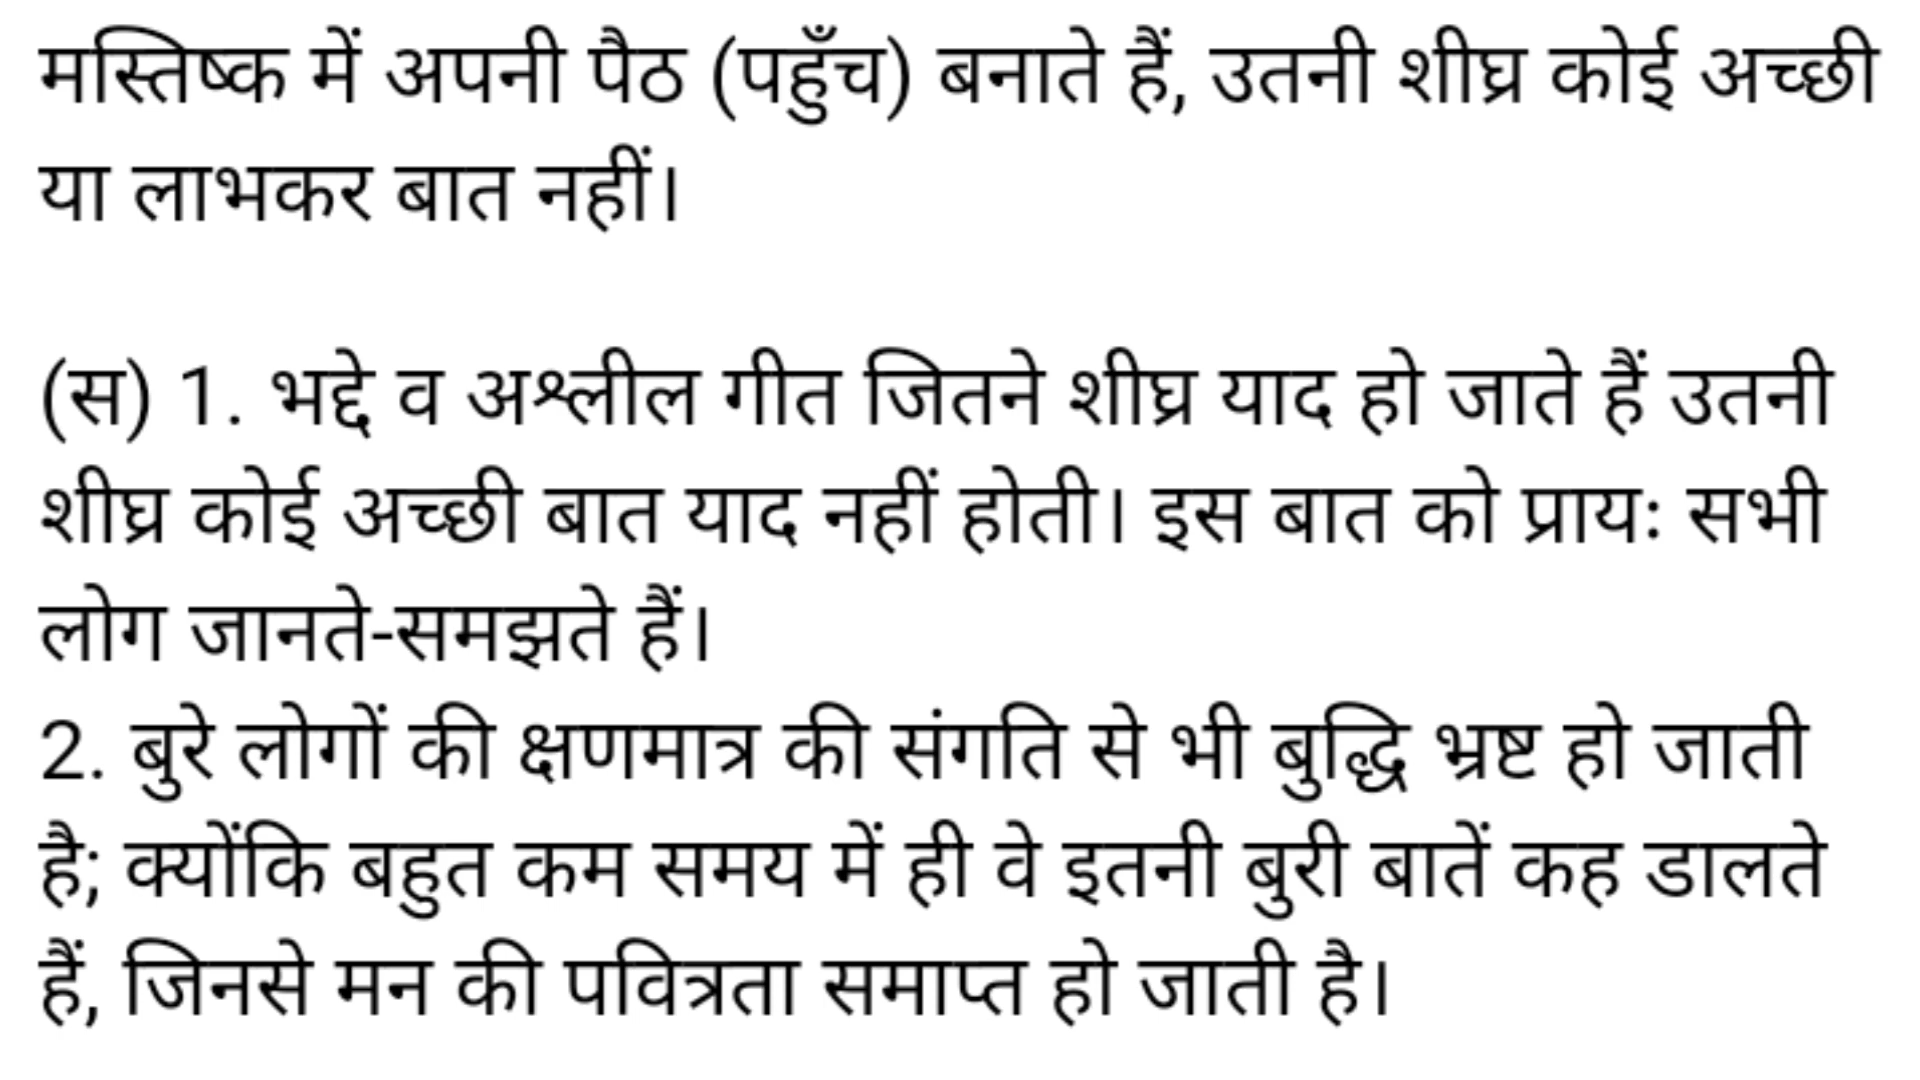 मस्तिष्क में अपनी पैठ (पहुँच) बनाते हैं, उतनी शीघ्र कोई अच्छी
या लाभकर बात नहीं।
(स) 1. भद्दे व अश्लील गीत जितने शीघ्र याद हो जाते हैं उतनी
शीघ्र कोई अच्छी बात याद नहीं होती। इस बात को प्रायः सभी
लोग जानते-समझते हैं।
2. बुरे लोगों की क्षणमात्र की संगति से भी बुद्धि भ्रष्ट हो जाती
है; क्योंकि बहुत कम समय में ही वे इतनी बुरी बातें कह डालते
हैं, जिनसे मन की पवित्रता समाप्त हो जाती है।